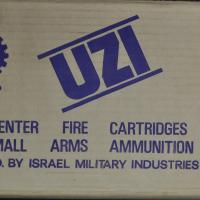 UZI
ENTER FIRE CARTRIDGES
MALL ARMS AMMUNITION
D. BY ISRAEL MILITARY INDUSTRIES